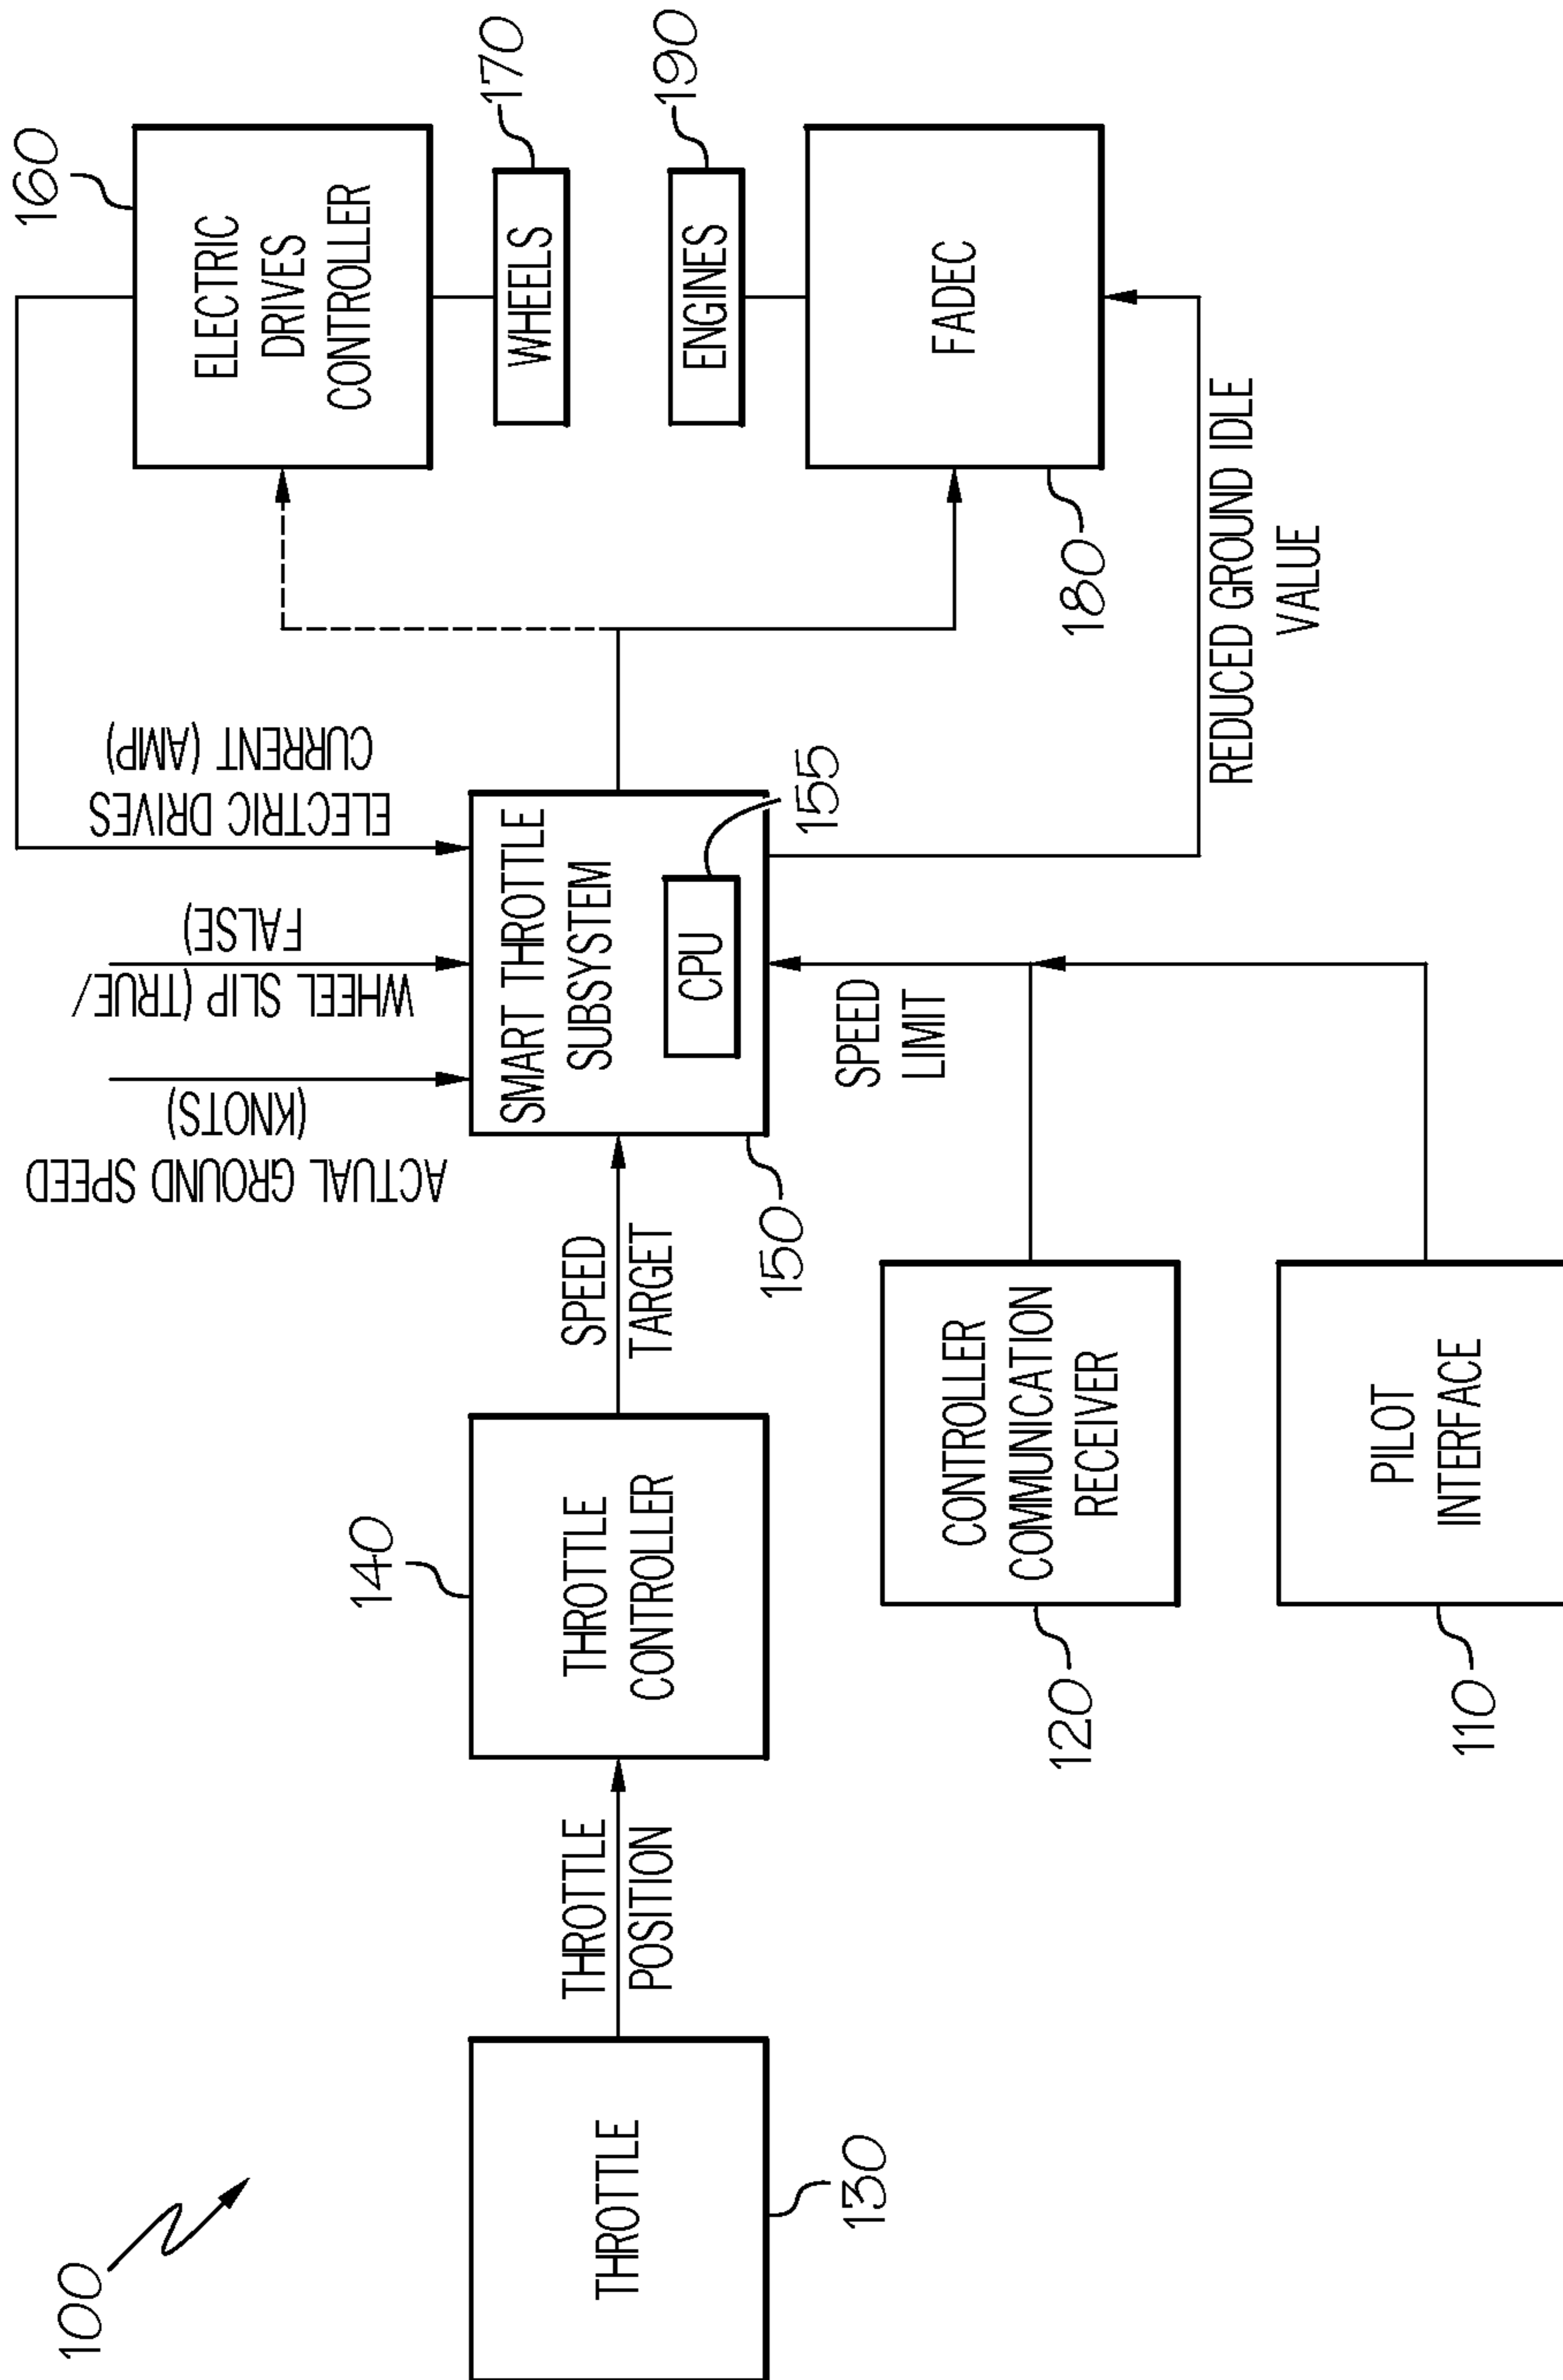 100
THROTTLE
130
THROTTLE
POSITION
THROTTLE
CONTROLLER
140
SPEED
TARGET
ACTUAL GROUND SPEED
(KNOTS)
WHEEL SLIP (TRUE/
FALSE)
ELECTRIC DRIVES
CURRENT (AMP)
SMART THROTTLE
SUBSYSTEM
CPU
155
150
SPEED
LIMIT
CONTROLLER
COMMUNICATION
RECEIVER
120
PILOT
INTERFACE
110
160
ELECTRIC
DRIVES
CONTROLLER
WHEELS
170
ENGINES
190
FADEC
180
REDUCED GROUND IDLE
VALUE